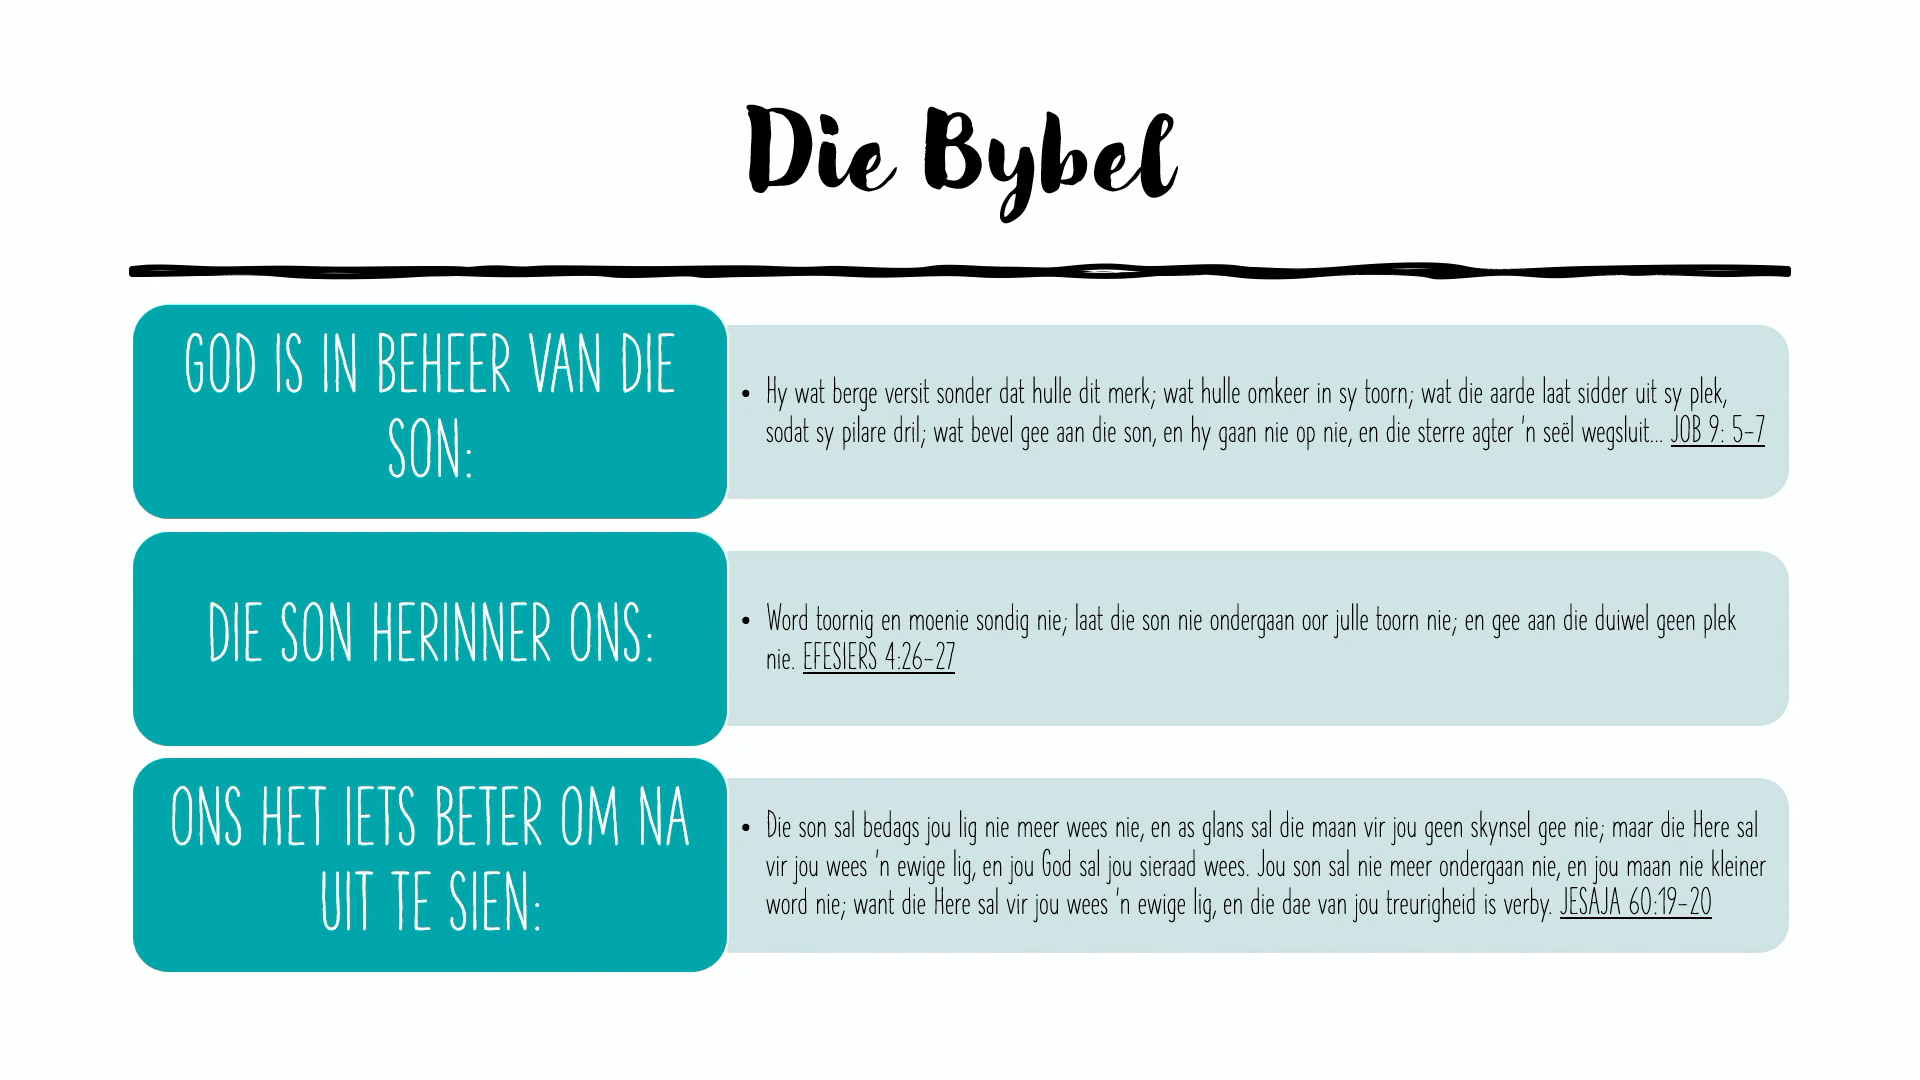 Die Bybel
GOD IS IN BEHEER VAN DIE
SON:
• Hy wat berge versit sonder dat hulle dit merk; wat hulle omkeer in sy toorn; wat die aarde laat sidder uit sy plek,
sodat sy pilare dril; wat bevel gee aan die son, en hy gaan nie op nie, en die sterre agter 'n seël wegsluit... JOB 9: 5-7
DIE SON HERINNER ONS:
• Word toornig en moenie sondig nie; laat die son nie ondergaan oor julle toorn nie; en gee aan die duiwel geen plek
nie. EFESIERS 4:26-27
ONS HET IETS BETER OM NA
UIT TE SIEN:
• Die son sal bedags jou lig nie meer wees nie, en as glans sal die maan vir jou geen skynsel gee nie; maar die Here sal
vir jou wees 'n ewige lig, en jou God sal jou sieraad wees. Jou son sal nie meer ondergaan nie, en jou maan nie kleiner
word nie; want die Here sal vir jou wees 'n ewige lig, en die dae van jou treurigheid is verby. JESAJA 60:19-20